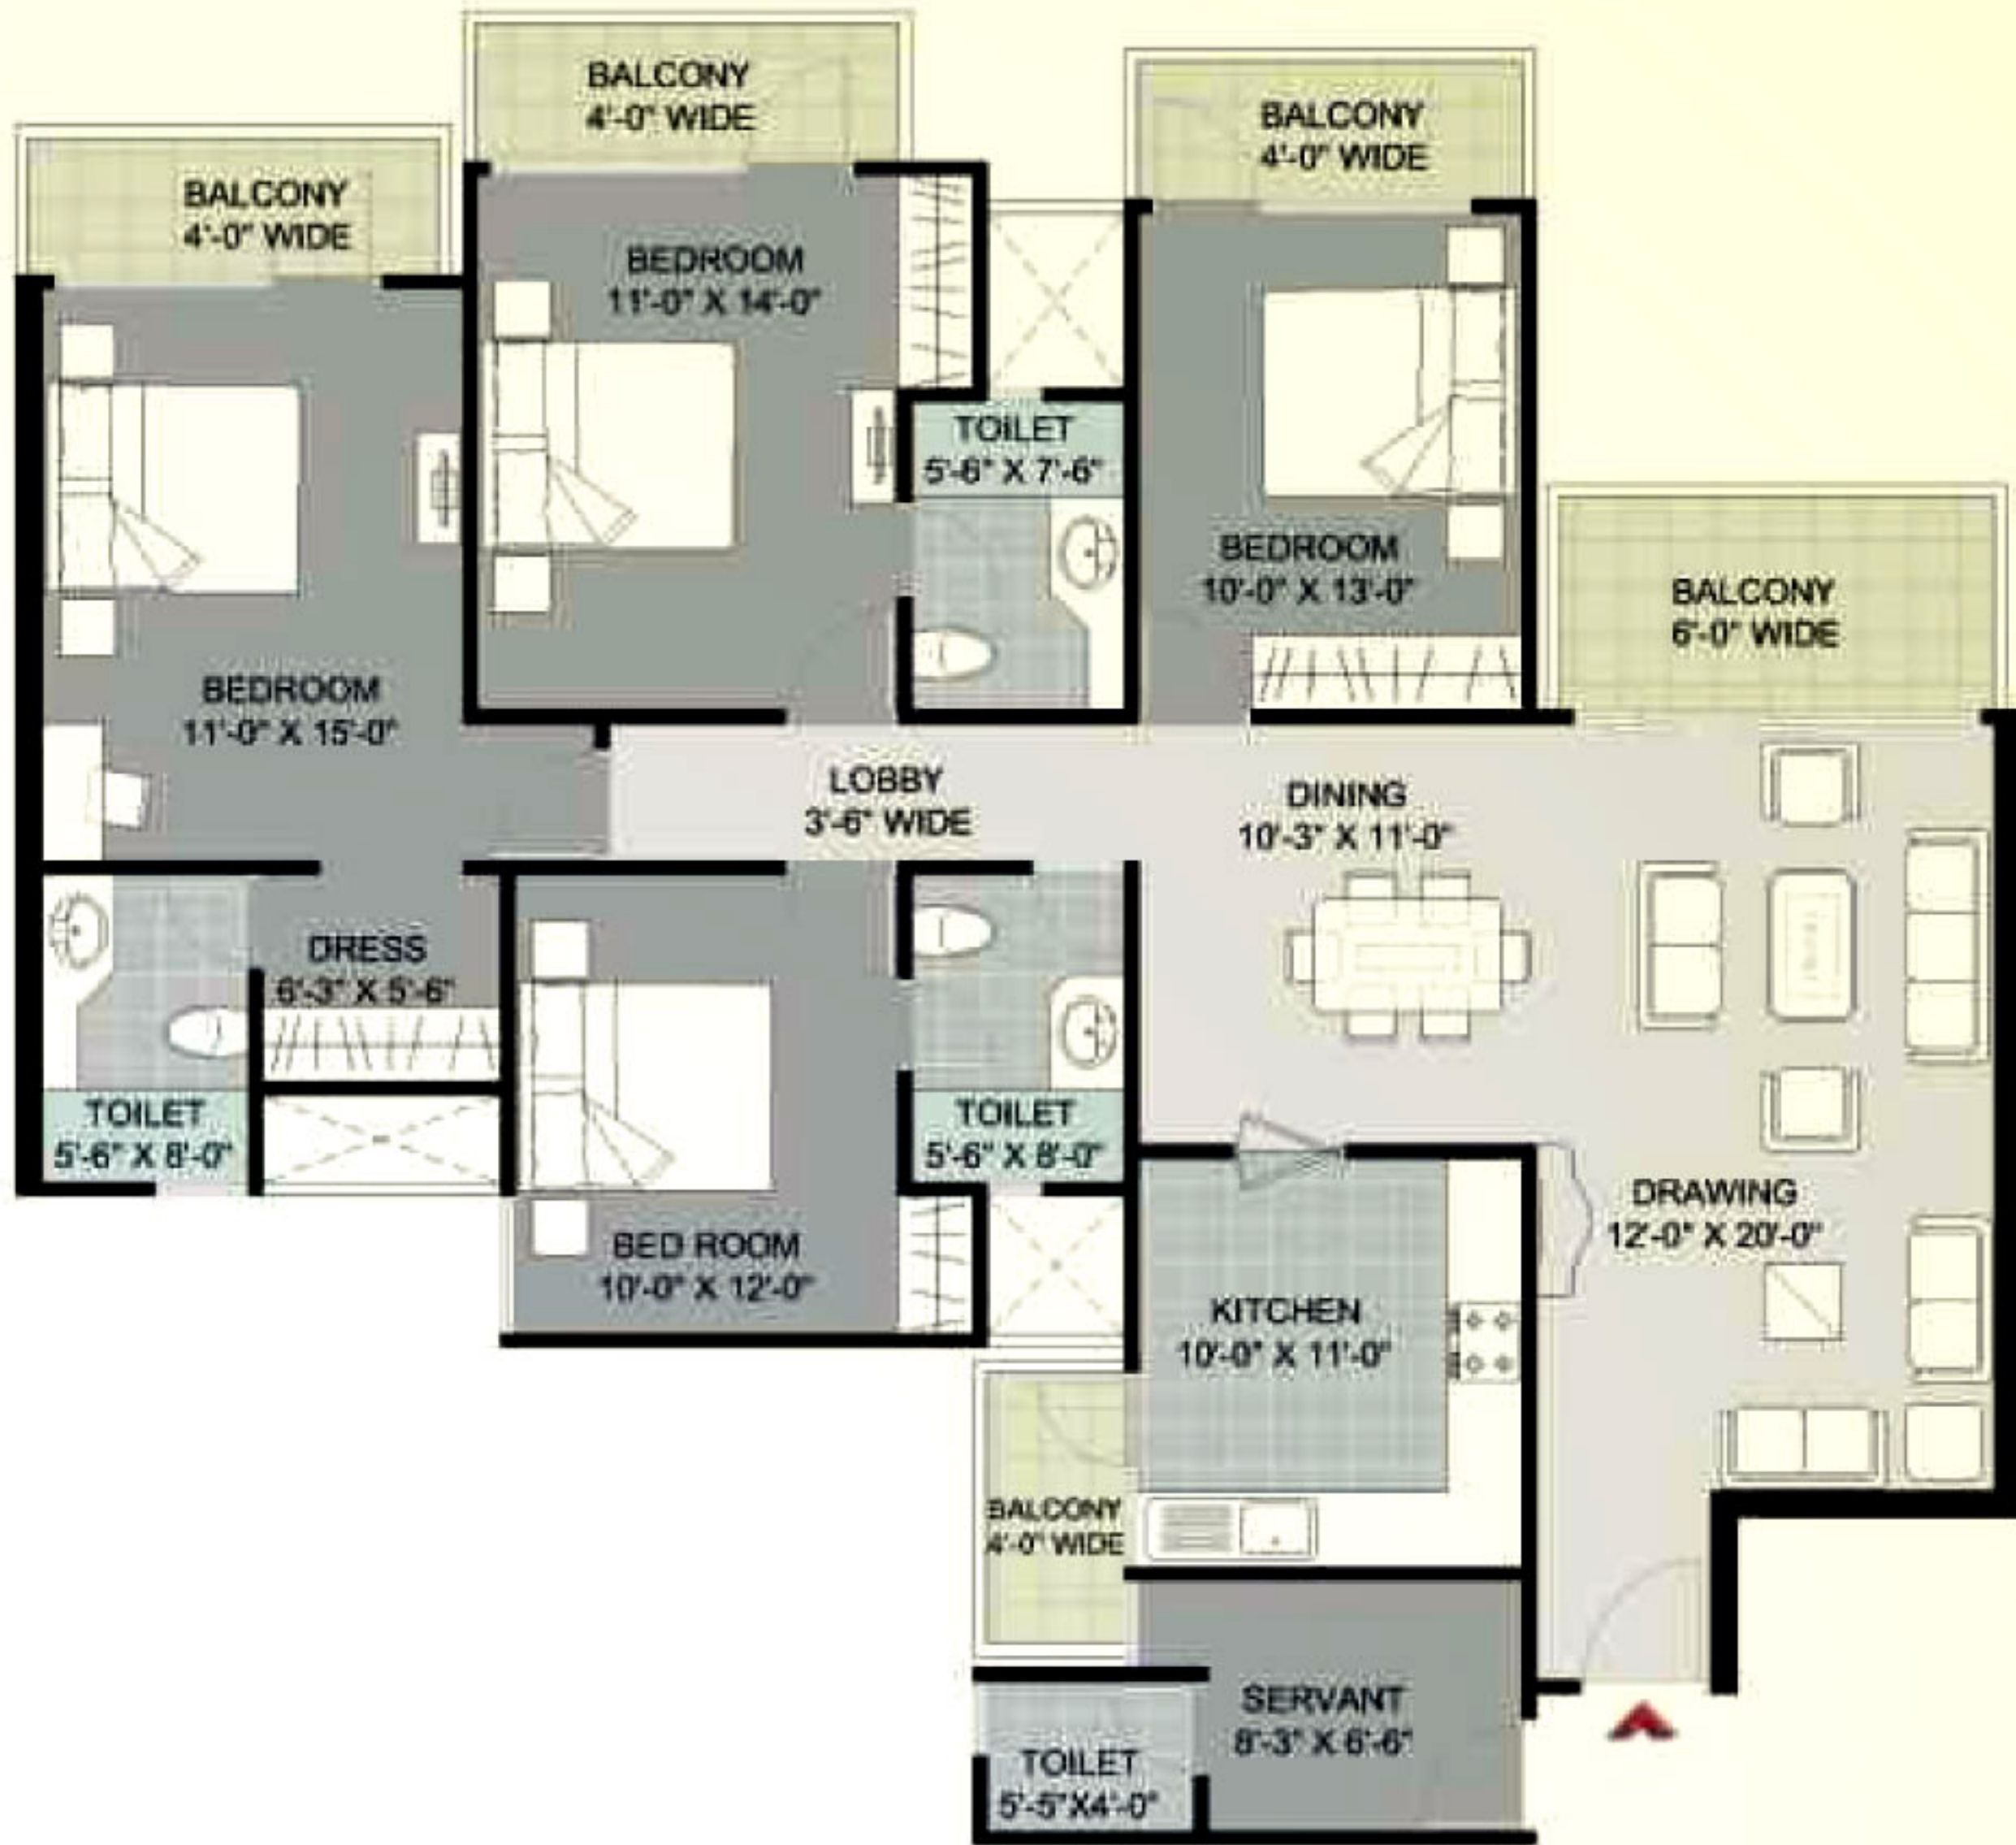 BALCONY
4'-0" WIDE
BALCONY
4'-0" WIDE
BALCONY
4'-0" WIDE
BEDROOM
11'-0" X 14'-0"
TOILET
5'-6" X 7'-6"
BEDROOM
10'-0" X 13'-0"
BALCONY
6'-0" WIDE
BEDROOM
11'-0" X 15'-0"
LOBBY
3'-6" WIDE
DINING
10'-3" X 11'-0"
DRESS
6'-3" X 5'-6"
TOILET
5'-6" X 8'-0"
TOILET
5'-6" X 8'-0"
DRAWING
12'-0" X 20'-0"
BED ROOM
10'-0" X 12'-0"
KITCHEN
10'-0" X 11'-0"
BALCONY
4'-0" WIDE
SERVANT
8'-3" X 6'-6"
TOILET
5'-5"X4'-0"